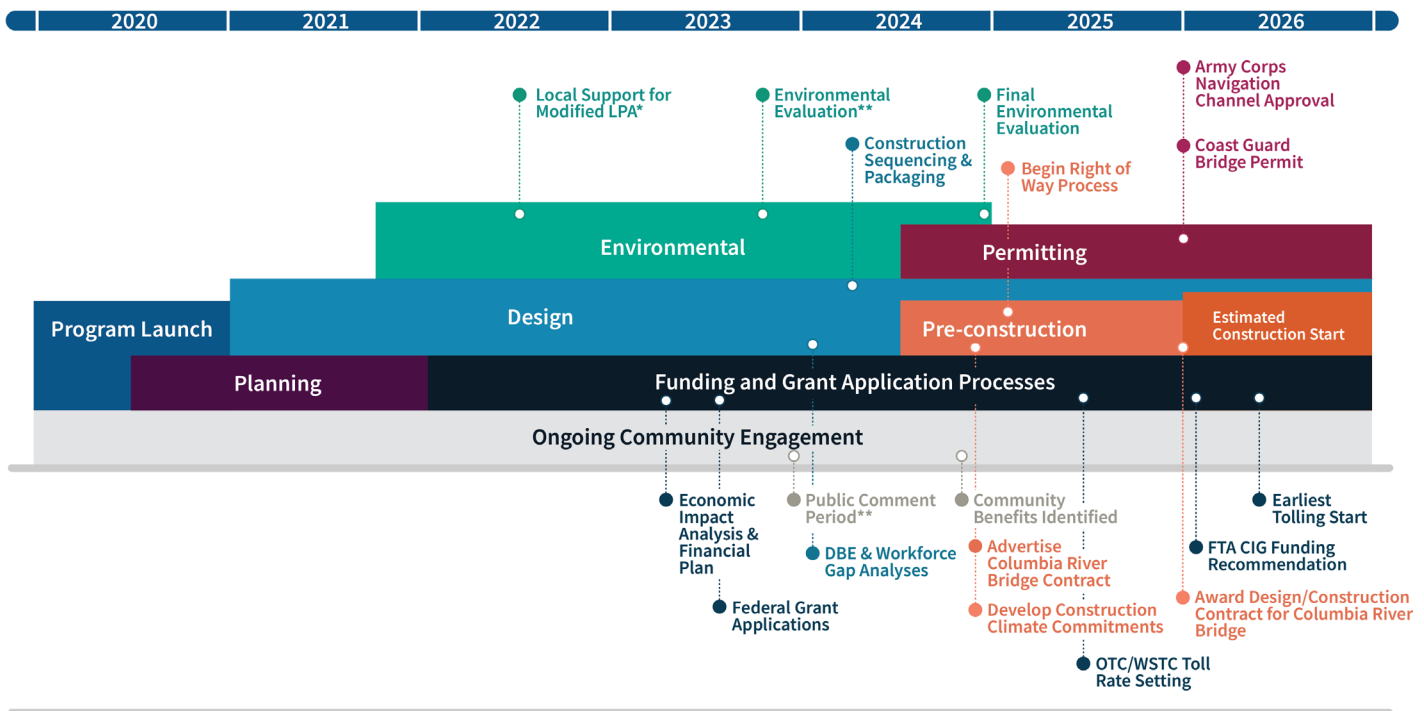 2020 2021 2022 2023 2024 2025 2026
Army Corps
Navigation
Channel Approval
Local Support for
Modified LPA*
Environmental
Evaluation**
Final
Environmental
Evaluation
Construction
Sequencing &
Packaging
Coast Guard
Bridge Permit
Begin Right of
Way Process
Environmental
Permitting
Design
Program Launch
Pre-construction
Estimated
Construction Start
Planning
Funding and Grant Application Processes
Ongoing Community Engagement
Economic
Impact
Analysis &
Financial
Plan
Public Comment
Period**
Community
Benefits Identified
Earliest
Tolling Start
DBE & Workforce
Gap Analyses
Advertise
Columbia River
Bridge Contract
FTA CIG Funding
Recommendation
Federal Grant
Applications
Develop Construction
Climate Commitments
Award Design/Construction
Contract for Columbia River
Bridge
OTC/WSTC Toll
Rate Setting